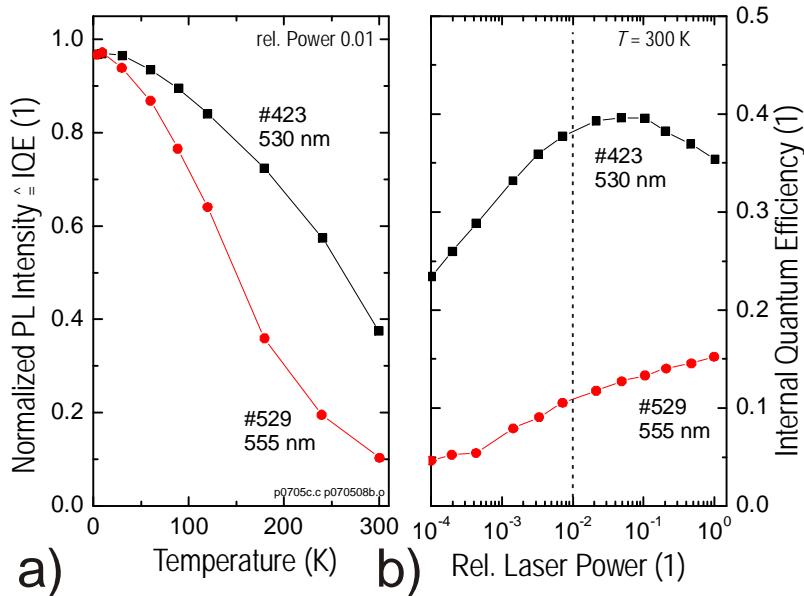 Normalized PL Intensity ≙ IQE (1)
1.0
0.8
0.6
0.4
0.2
0.0
rel. Power 0.01
#423
530 nm
#529
555 nm
p0705c.c p070508b.o
0 100 200 300
Temperature (K)
a)
T = 300 K
#423
530 nm
#529
555 nm
10⁻⁴ 10⁻³ 10⁻² 10⁻¹ 10⁰
Rel. Laser Power (1)
b)
0.5
0.4
0.3
0.2
0.1
0.0
Internal Quantum Efficiency (1)